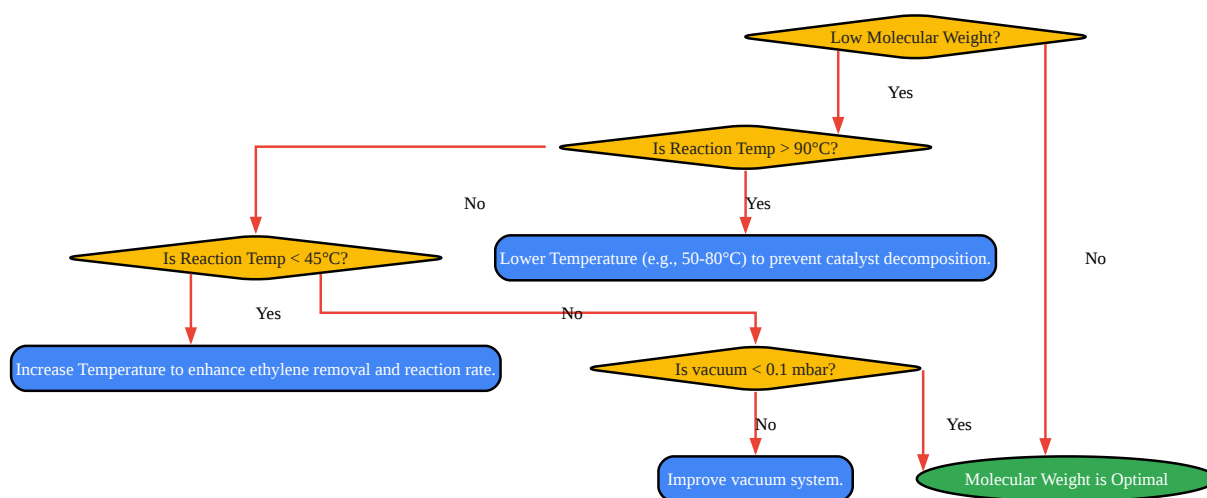 Low Molecular Weight?
Yes
Is Reaction Temp > 90°C?
No
Yes
Is Reaction Temp < 45°C?
Lower Temperature (e.g., 50-80°C) to prevent catalyst decomposition.
No
Yes
No
Increase Temperature to enhance ethylene removal and reaction rate.
Is vacuum < 0.1 mbar?
No
Yes
Improve vacuum system.
Molecular Weight is Optimal